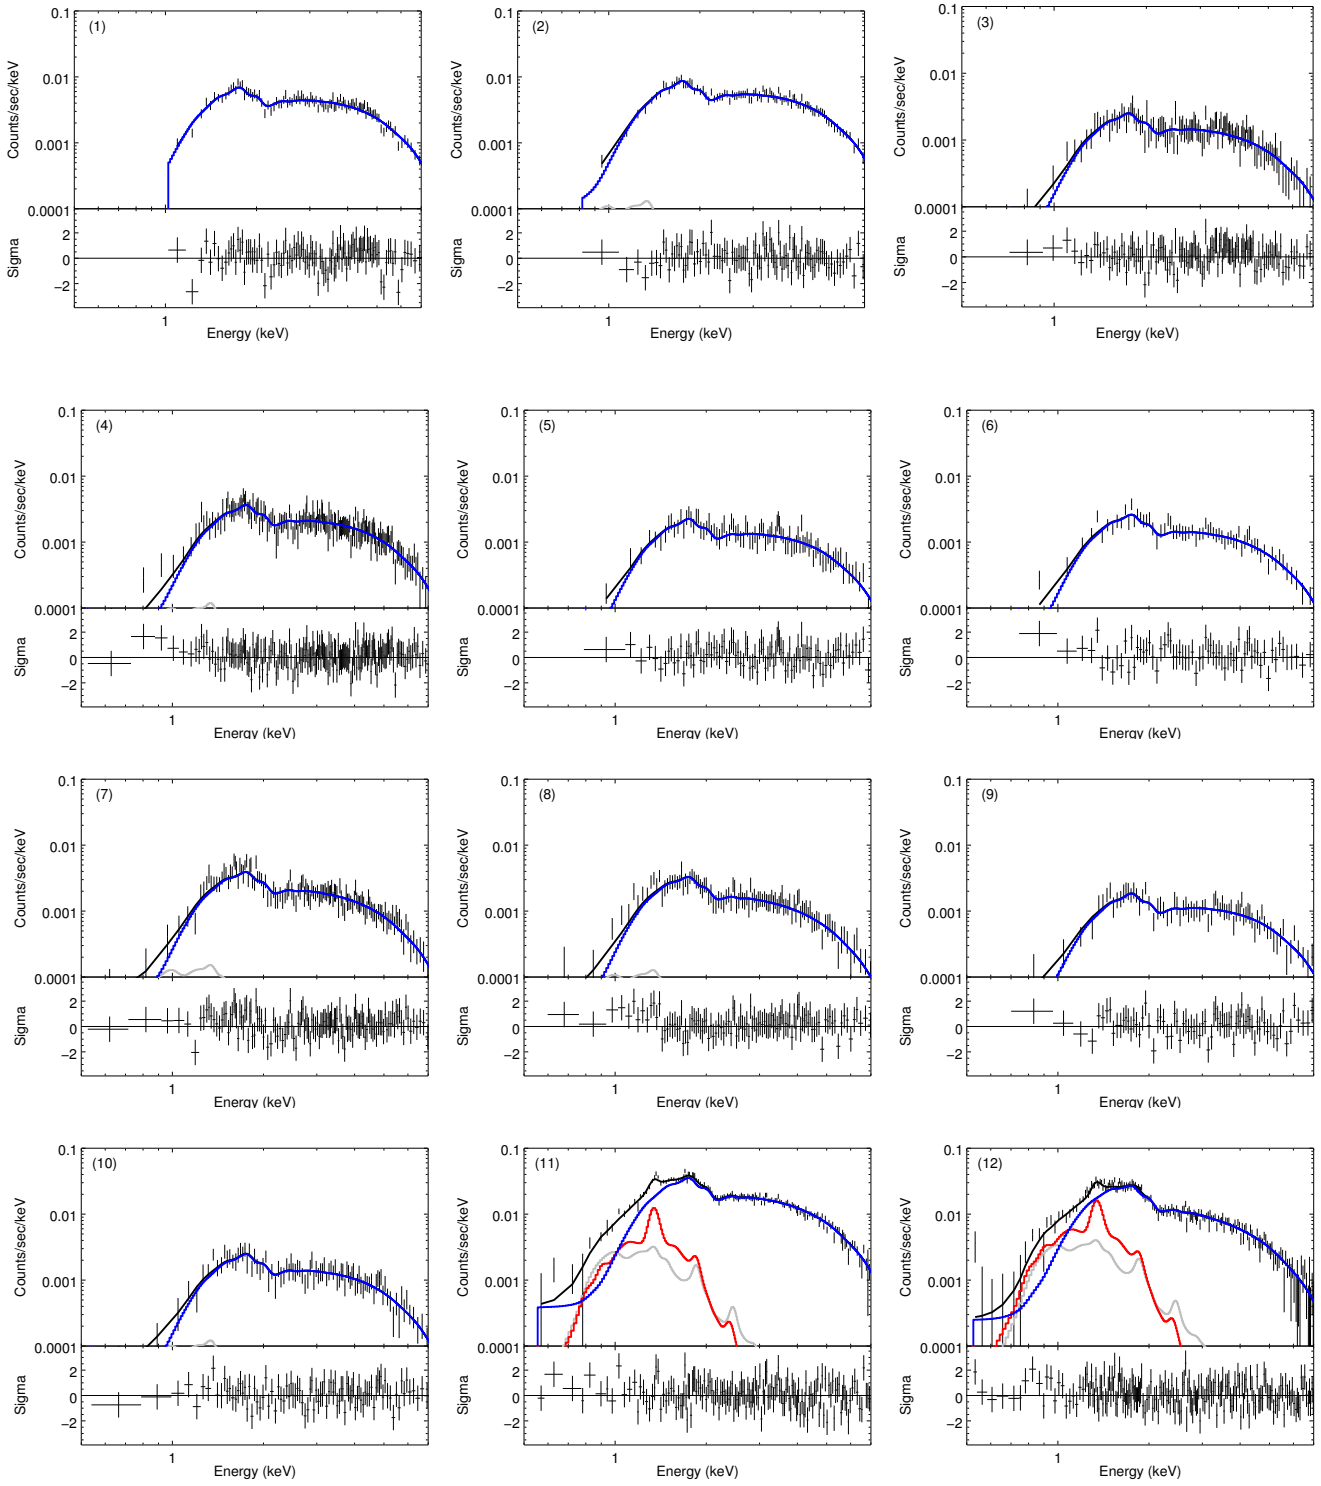 (1) (2) (3)
0.1 0.1 0.1
0.01 0.01 0.01
0.001 0.001 0.001
0.0001 0.0001 0.0001
Counts/sec/keV Counts/sec/keV Counts/sec/keV
2 2 2
0 0 0
−2 −2 −2
Sigma Sigma Sigma
1 1 1
Energy (keV) Energy (keV) Energy (keV)
(4) (5) (6)
0.1 0.1 0.1
0.01 0.01 0.01
0.001 0.001 0.001
0.0001 0.0001 0.0001
Counts/sec/keV Counts/sec/keV Counts/sec/keV
2 2 2
0 0 0
−2 −2 −2
Sigma Sigma Sigma
1 1 1
Energy (keV) Energy (keV) Energy (keV)
(7) (8) (9)
0.1 0.1 0.1
0.01 0.01 0.01
0.001 0.001 0.001
0.0001 0.0001 0.0001
Counts/sec/keV Counts/sec/keV Counts/sec/keV
2 2 2
0 0 0
−2 −2 −2
Sigma Sigma Sigma
1 1 1
Energy (keV) Energy (keV) Energy (keV)
(10) (11) (12)
0.1 0.1 0.1
0.01 0.01 0.01
0.001 0.001 0.001
0.0001 0.0001 0.0001
Counts/sec/keV Counts/sec/keV Counts/sec/keV
2 2 2
0 0 0
−2 −2 −2
Sigma Sigma Sigma
1 1 1
Energy (keV) Energy (keV) Energy (keV)